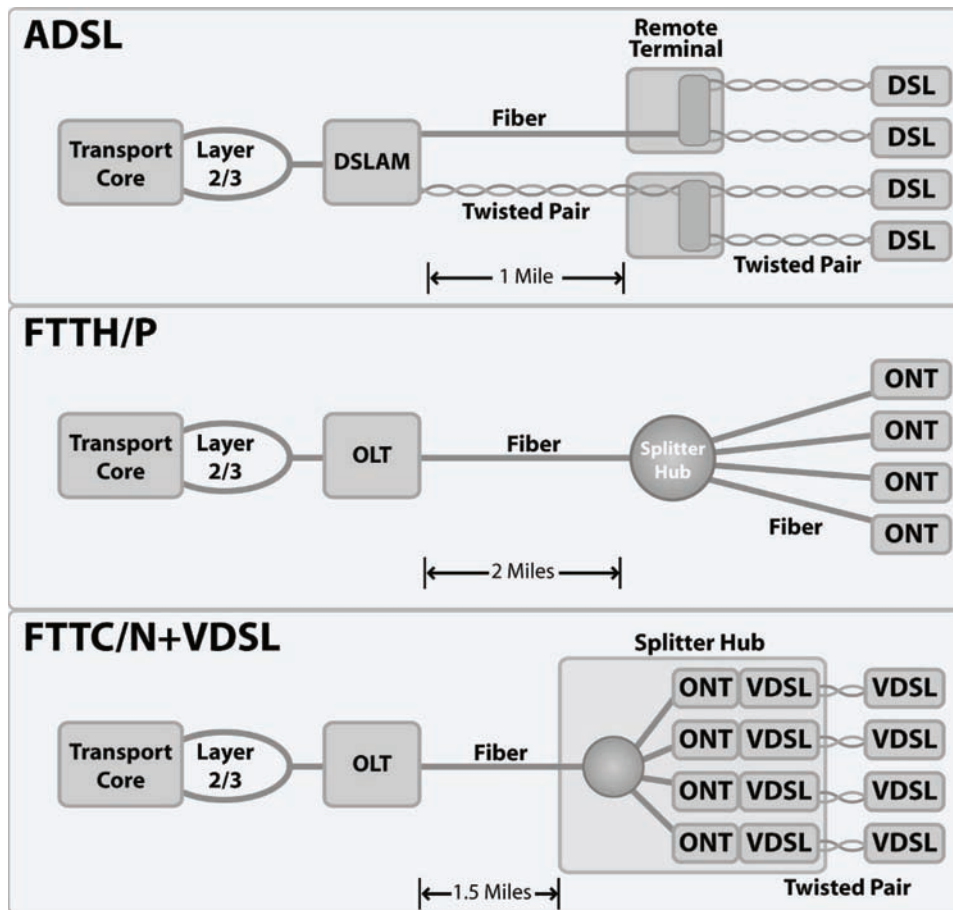 ADSL
Remote
Terminal
DSL
Fiber
DSL
Transport
Core
Layer
2/3
DSLAM
DSL
Twisted Pair
DSL
Twisted Pair
1 Mile
FTTH/P
ONT
Transport
Core
Layer
2/3
OLT
Fiber
Splitter
Hub
ONT
ONT
Fiber
ONT
2 Miles
FTTC/N+VDSL
Splitter Hub
ONT VDSL VDSL
Transport
Core
Layer
2/3
OLT
Fiber
ONT VDSL VDSL
ONT VDSL VDSL
ONT VDSL VDSL
Twisted Pair
1.5 Miles